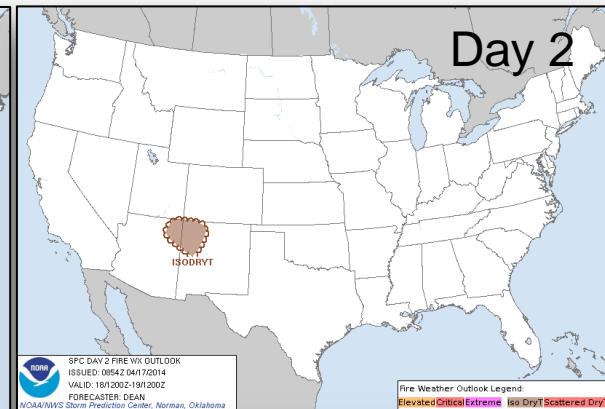 Day 2
ISODRYT
NOAA
SPC DAY 2 FIRE WX OUTLOOK
ISSUED: 0854Z 04/17/2014
VALID: 18/1200Z-19/1200Z
FORECASTER: DEAN
NOAA/NWS Storm Prediction Center, Norman, Oklahoma
Fire Weather Outlook Legend:
Elevated Critical Extreme Iso DryT Scattered DryT